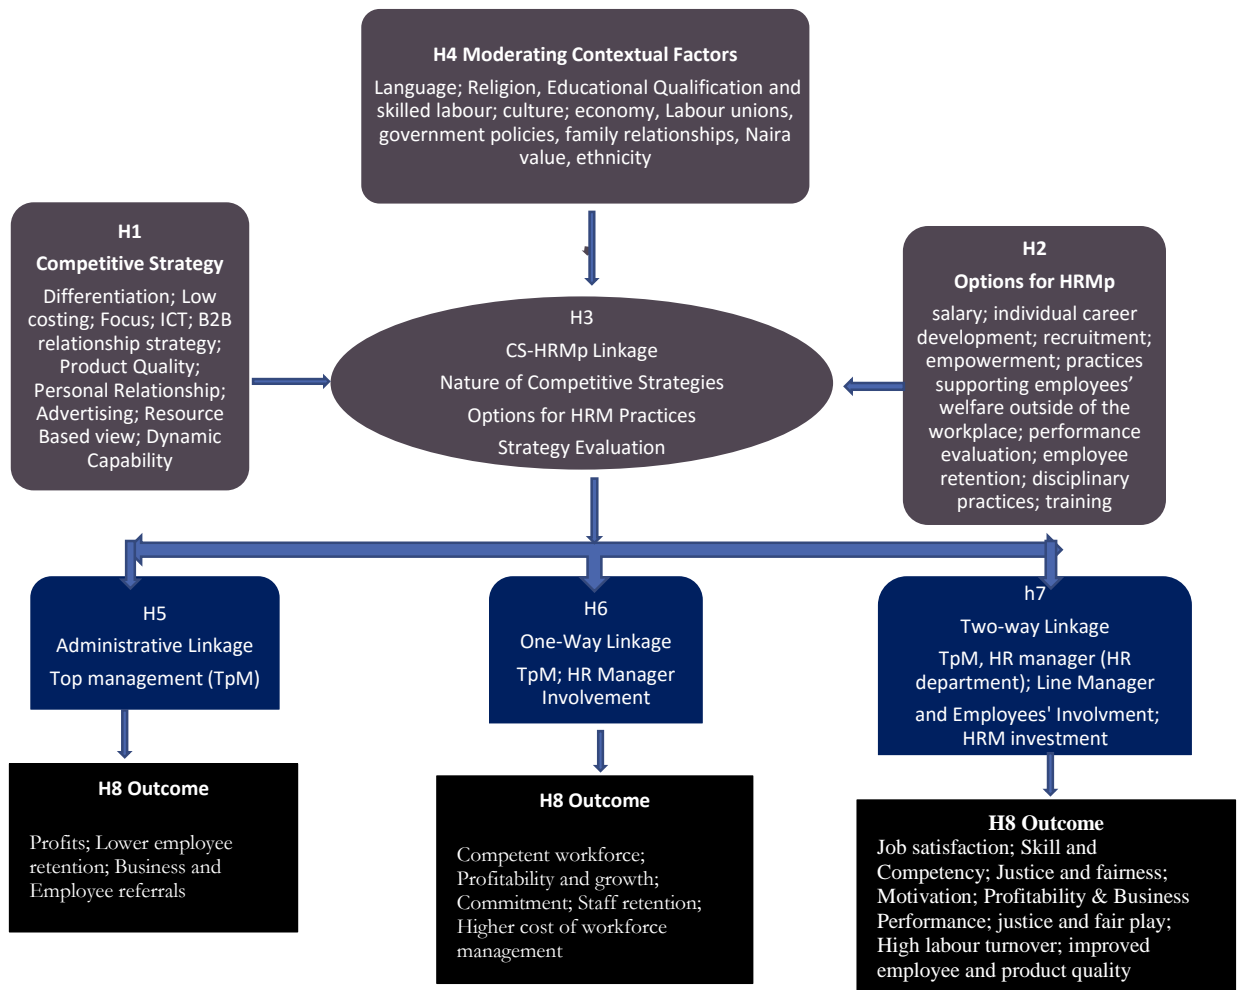 H4 Moderating Contextual Factors
Language; Religion, Educational Qualification and
skilled labour; culture; economy, Labour unions,
government policies, family relationships, Naira
value, ethnicity
H1
Competitive Strategy
Differentiation; Low
costing; Focus; ICT; B2B
relationship strategy;
Product Quality;
Personal Relationship;
Advertising; Resource
Based view; Dynamic
Capability
H3
CS-HRMp Linkage
Nature of Competitive Strategies
Options for HRM Practices
Strategy Evaluation
H2
Options for HRMp
salary; individual career
development; recruitment;
empowerment; practices
supporting employees’
welfare outside of the
workplace; performance
evaluation; employee
retention; disciplinary
practices; training
H5
Administrative Linkage
Top management (TpM)
H6
One-Way Linkage
TpM; HR Manager
Involvement
h7
Two-way Linkage
TpM, HR manager (HR
department); Line Manager
and Employees' Involvment;
HRM investment
H8 Outcome
Profits; Lower employee
retention; Business and
Employee referrals
H8 Outcome
Competent workforce;
Profitability and growth;
Commitment; Staff retention;
Higher cost of workforce
management
H8 Outcome
Job satisfaction; Skill and
Competency; Justice and fairness;
Motivation; Profitability & Business
Performance; justice and fair play;
High labour turnover; improved
employee and product quality